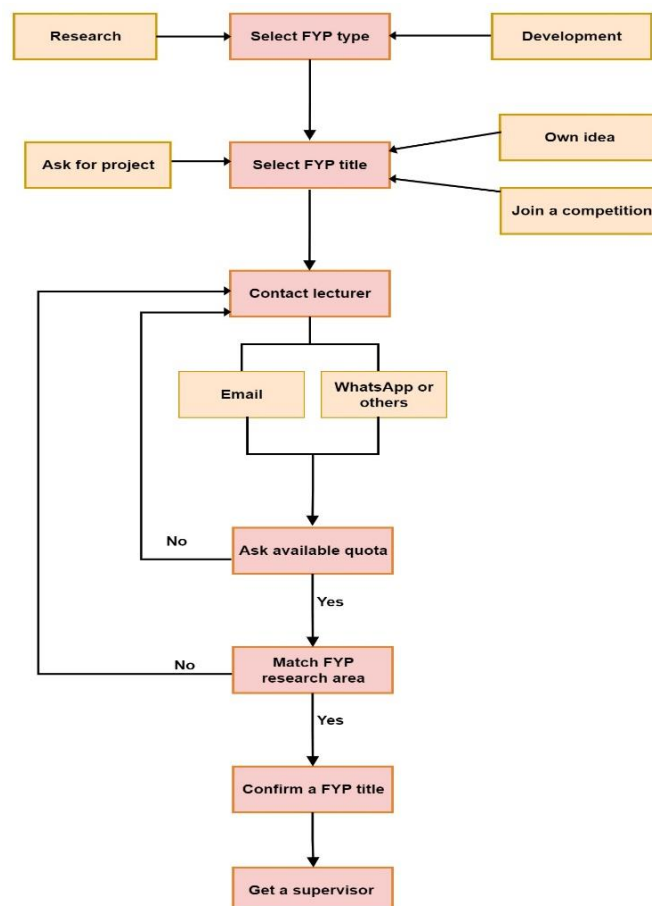 Research
Select FYP type
Development
Own idea
Ask for project
Select FYP title
Join a competition
Contact lecturer
Email
WhatsApp or
others
No
Ask available quota
Yes
No
Match FYP
research area
Yes
Confirm a FYP title
Get a supervisor